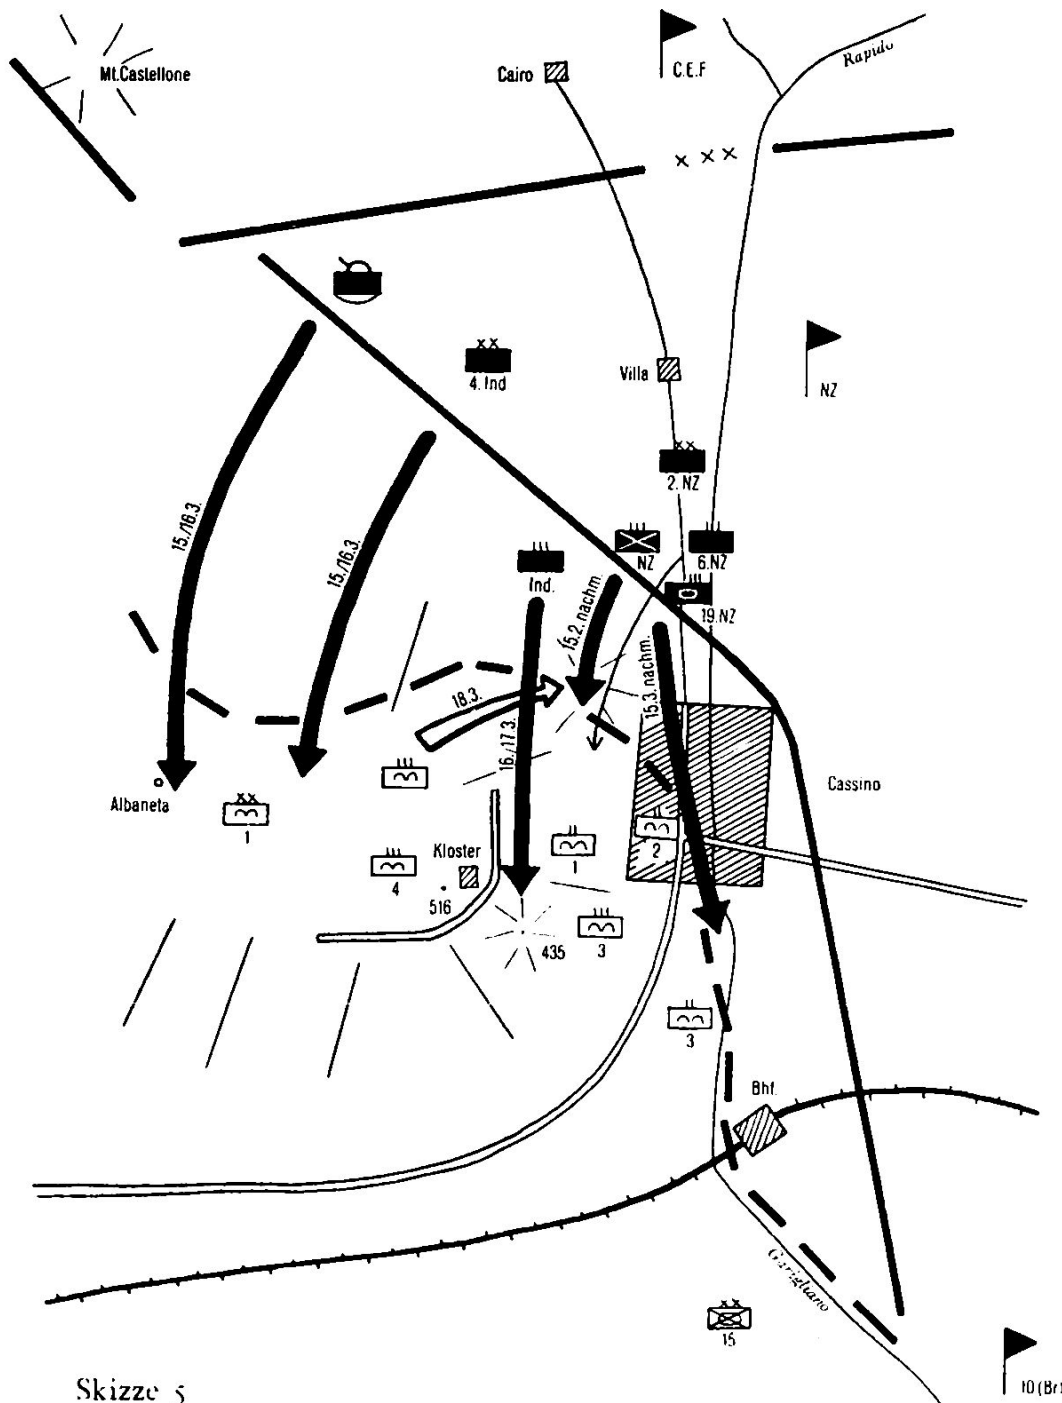 Mt.Castellone
Cairo
C.E.F
Rapido
4. Ind
Villa
NZ
2. NZ
NZ
6.NZ
Ind.
19.NZ
15./16.3.
15./16.3.
15.2. nachm.
15.3. nachm.
18.3.
16./17.3.
Albaneta
1
Cassino
Kloster
4
516
1
2
435
3
3
Bhf.
Garigliano
15
10 (Br
Skizze 5